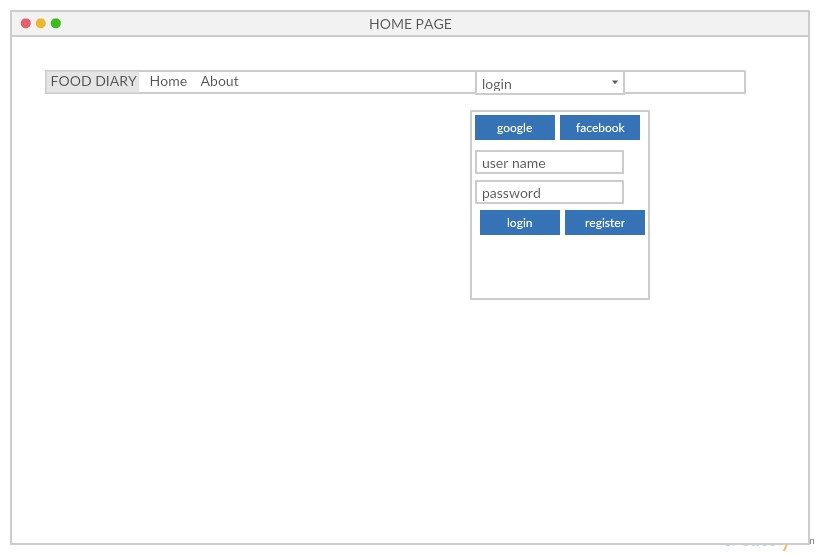 HOME PAGE
FOOD DIARY Home About login
google facebook
user name
password
login register